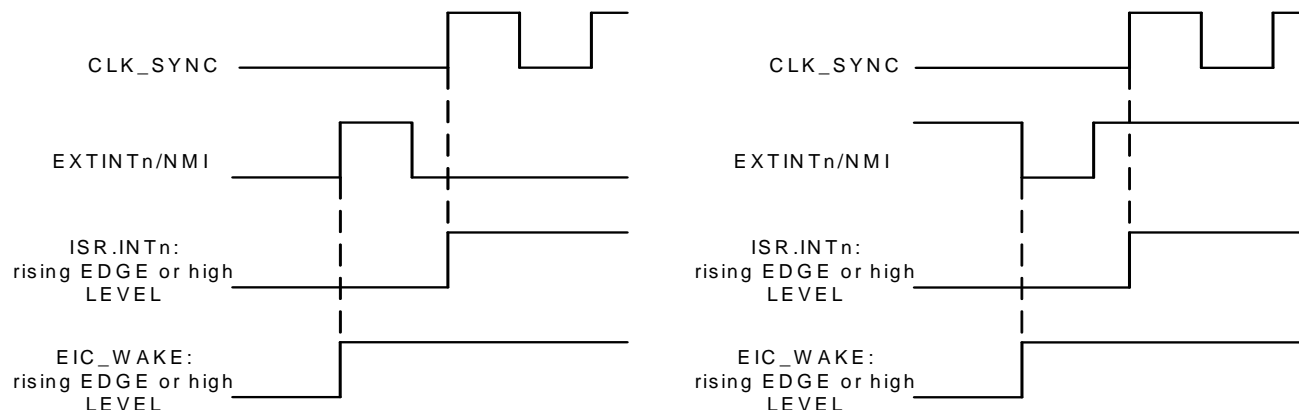 CLK_SYNC
EXTINTn/NMI
ISR.INTn:
rising EDGE or high
LEVEL
EIC_WAKE:
rising EDGE or high
LEVEL
CLK_SYNC
EXTINTn/NMI
ISR.INTn:
rising EDGE or high
LEVEL
EIC_WAKE:
rising EDGE or high
LEVEL